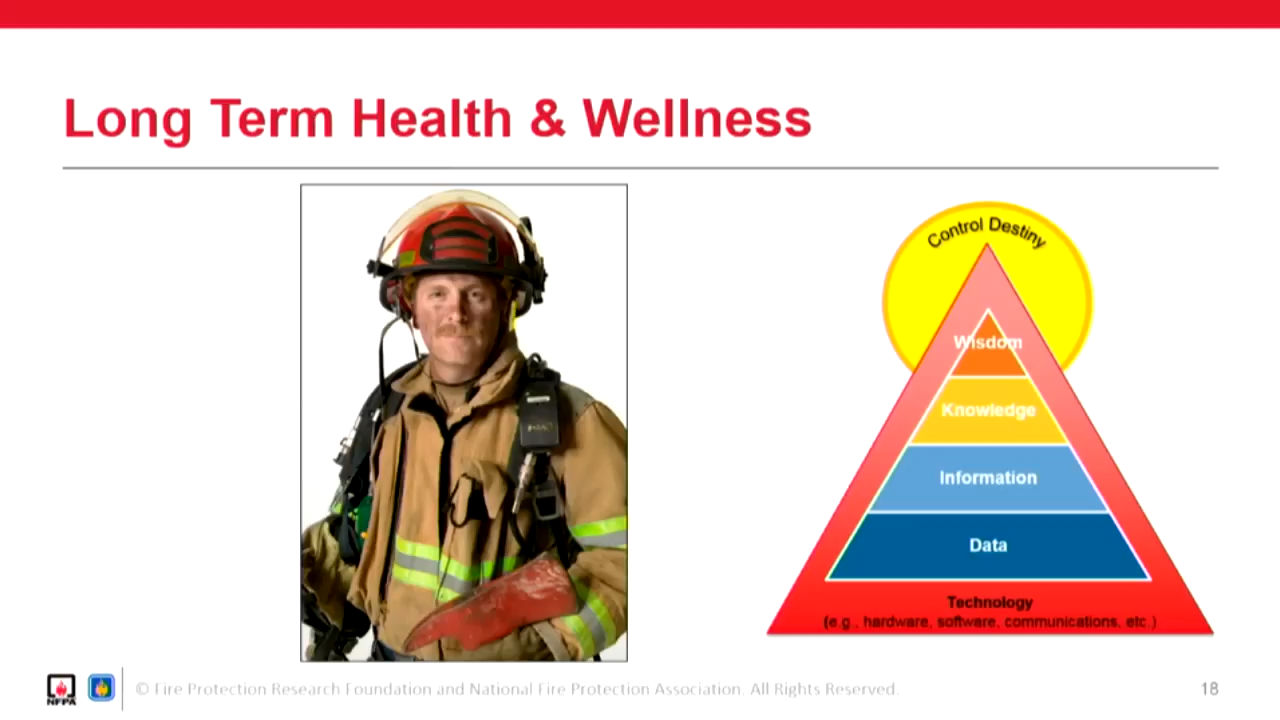 Long Term Health & Wellness
Control Destiny
Wisdom
Knowledge
Information
Data
Technology
(e.g., hardware, software, communications, etc.)
NFPA
© Fire Protection Research Foundation and National Fire Protection Association. All Rights Reserved.
18